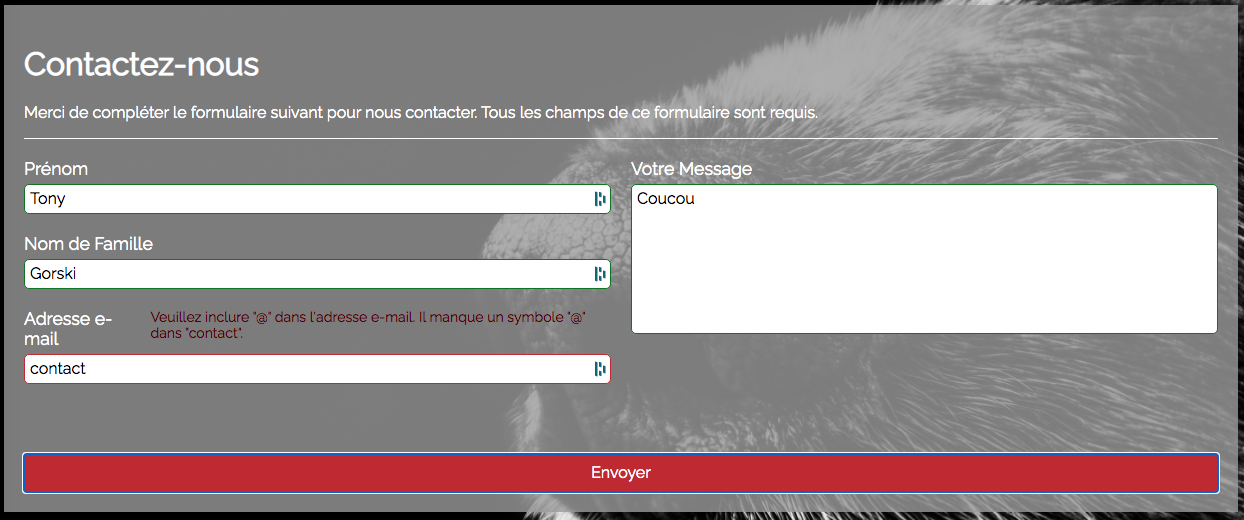 Contactez-nous
Merci de compléter le formulaire suivant pour nous contacter. Tous les champs de ce formulaire sont requis.
Prénom
Tony
Nom de Famille
Gorski
Adresse e-
mail
Veuillez inclure "@" dans l'adresse e-mail. Il manque un symbole "@"
dans "contact".
contact
Votre Message
Coucou
Envoyer